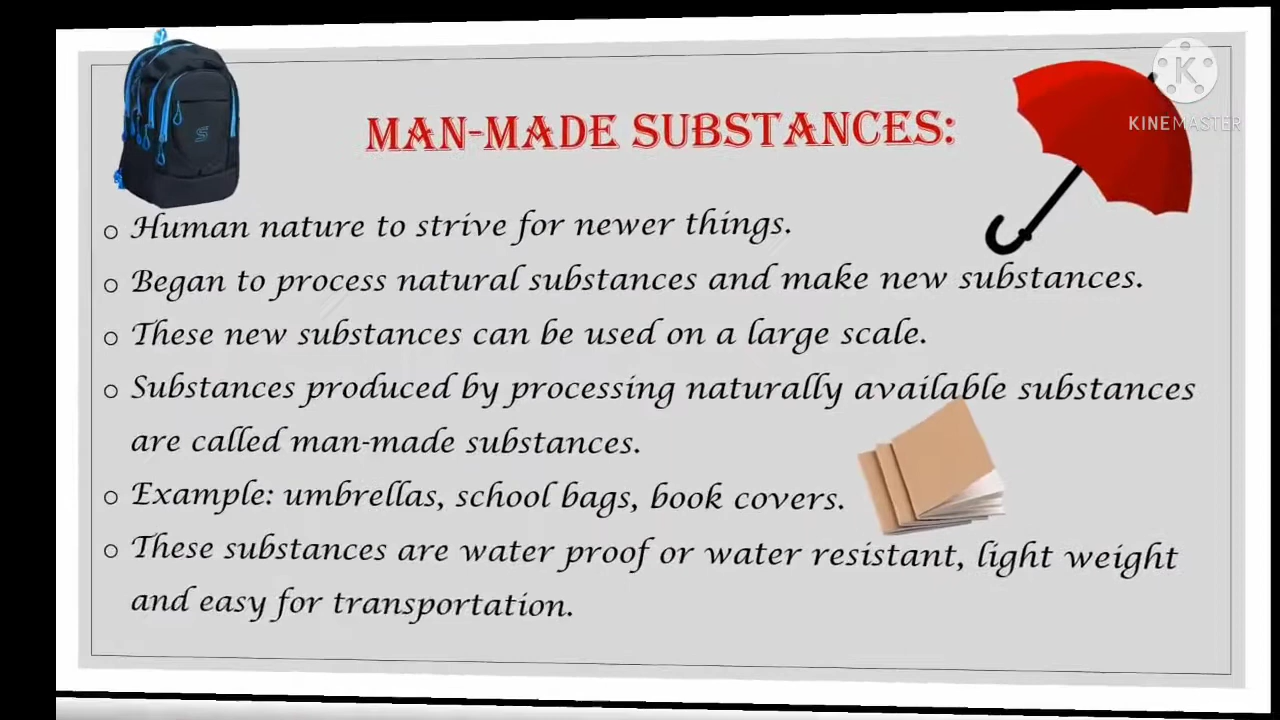 MAN-MADE SUBSTANCES:
K
KINEMASTER
Human nature to strive for newer things.
Began to process natural substances and make new substances.
These new substances can be used on a large scale.
Substances produced by processing naturally available substances
are called man-made substances.
Example: umbrellas, school bags, book covers.
These substances are water proof or water resistant, light weight
and easy for transportation.